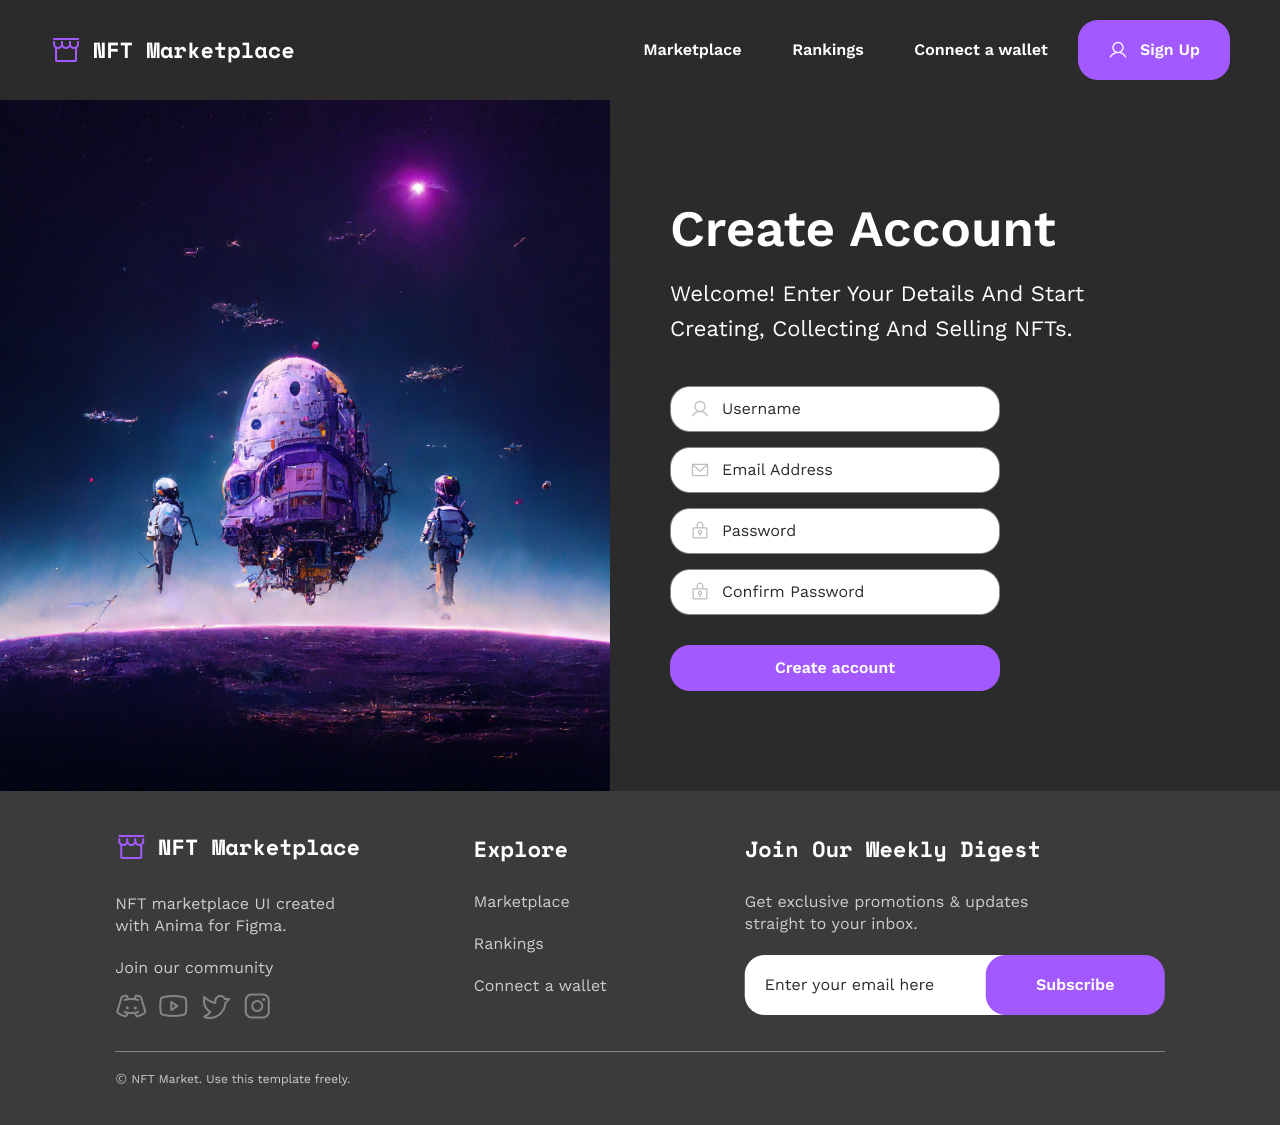 NFT Marketplace
Marketplace
Rankings
Connect a wallet
Sign Up
Create Account
Welcome! Enter Your Details And Start
Creating, Collecting And Selling NFTs.
Username
Email Address
Password
Confirm Password
Create account
NFT Marketplace
NFT marketplace UI created
with Anima for Figma.
Join our community
Explore
Marketplace
Rankings
Connect a wallet
Join Our Weekly Digest
Get exclusive promotions & updates
straight to your inbox.
Enter your email here
Subscribe
© NFT Market. Use this template freely.